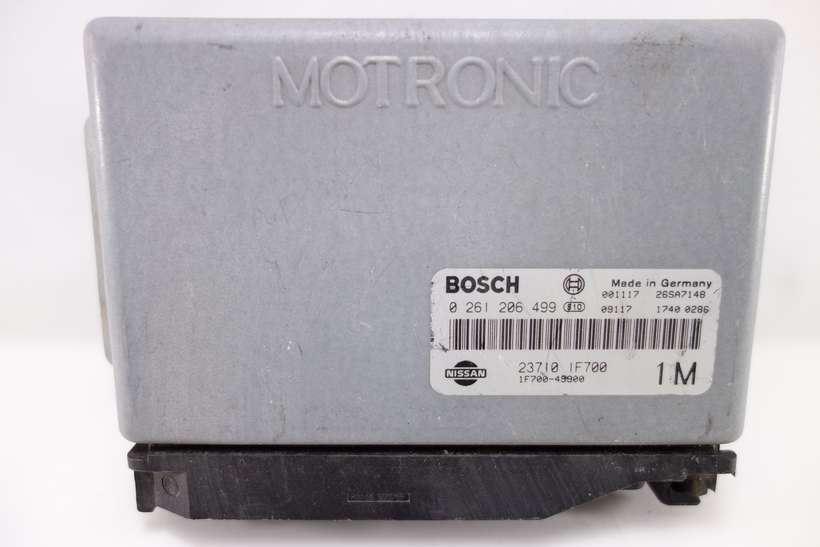 MOTRONIC
BOSCH Made in Germany
001117 26SA7148
0 261 206 499 810 09117 1740 0286
23710 1F700
NISSAN 1F700-49900 1M